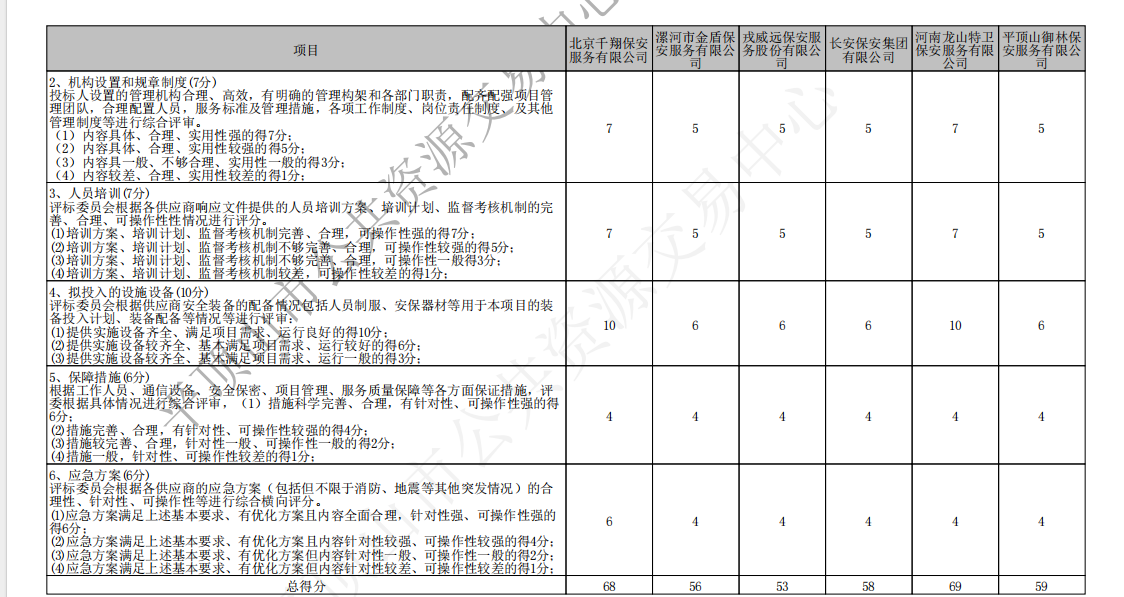 项目
北京千翔保安
服务有限公司
漯河市金盾保
安服务有限公
司
戎威远保安服
务股份有限公
司
长安保安集团
有限公司
河南龙山特卫
保安服务有限
公司
平顶山御林保
安服务有限公
司
2、机构设置和规章制度(7分)
投标人设置的管理机构合理、高效，有明确的管理构架和各部门职责，配齐配强项目管
理团队，合理配置人员，服务标准及管理措施，各项工作制度、岗位责任制度、及其他
管理制度等进行综合评审。
（1）内容具体、合理、实用性强的得7分；
（2）内容具体、合理、实用性较强的得5分；
（3）内容具一般、不够合理、实用性一般的得3分；
（4）内容较差、合理、实用性较差的得1分；
7 5 5 5 7 5
3、人员培训(7分)
评标委员会根据各供应商响应文件提供的人员培训方案、培训计划、监督考核机制的完
善、合理、可操作性性情况进行评分。
(1)培训方案、培训计划、监督考核机制完善、合理，可操作性强的得7分；
(2)培训方案、培训计划、监督考核机制不够完善、合理，可操作性较强的得5分；
(3)培训方案、培训计划、监督考核机制不够完善、合理，可操作性一般得3分；
(4)培训方案、培训计划、监督考核机制较差，可操作性较差的得1分；
7 5 5 5 7 5
4、拟投入的设施设备(10分)
评标委员会根据供应商安全装备的配备情况包括人员制服、安保器材等用于本项目的装
备投入计划、装备配备等情况等进行评审：
(1)提供实施设备齐全、满足项目需求、运行良好的得10分；
(2)提供实施设备较齐全、基本满足项目需求、运行较好的得6分；
(3)提供实施设备较齐全、基本满足项目需求、运行一般的得3分；
10 6 6 6 10 6
5、保障措施(6分)
根据工作人员、通信设备、安全保密、项目管理、服务质量保障等各方面保证措施，评
委根据具体情况进行综合评审，（1）措施科学完善、合理，有针对性、可操作性强的得
6分；
(2)措施完善、合理，有针对性、可操作性较强的得4分；
(3)措施较完善、合理，针对性一般、可操作性一般的得2分；
(4)措施一般，针对性、可操作性较差的得1分；
4 4 4 4 4 4
6、应急方案(6分)
评标委员会根据各供应商的应急方案（包括但不限于消防、地震等其他突发情况）的合
理性、针对性、可操作性等进行综合横向评分。
(1)应急方案满足上述基本要求、有优化方案且内容全面合理，针对性强、可操作性强的
得6分；
(2)应急方案满足上述基本要求、有优化方案且内容针对性较强、可操作性较强的得4分；
(3)应急方案满足上述基本要求、有优化方案但内容针对性一般、可操作性一般的得2分；
(4)应急方案满足上述基本要求、有优化方案但内容针对性较差、可操作性较差的得1分；
6 4 4 4 4 4
总得分 68 56 53 58 69 59
平顶山市公共资源交易中心
顶山市公共资源交易中心